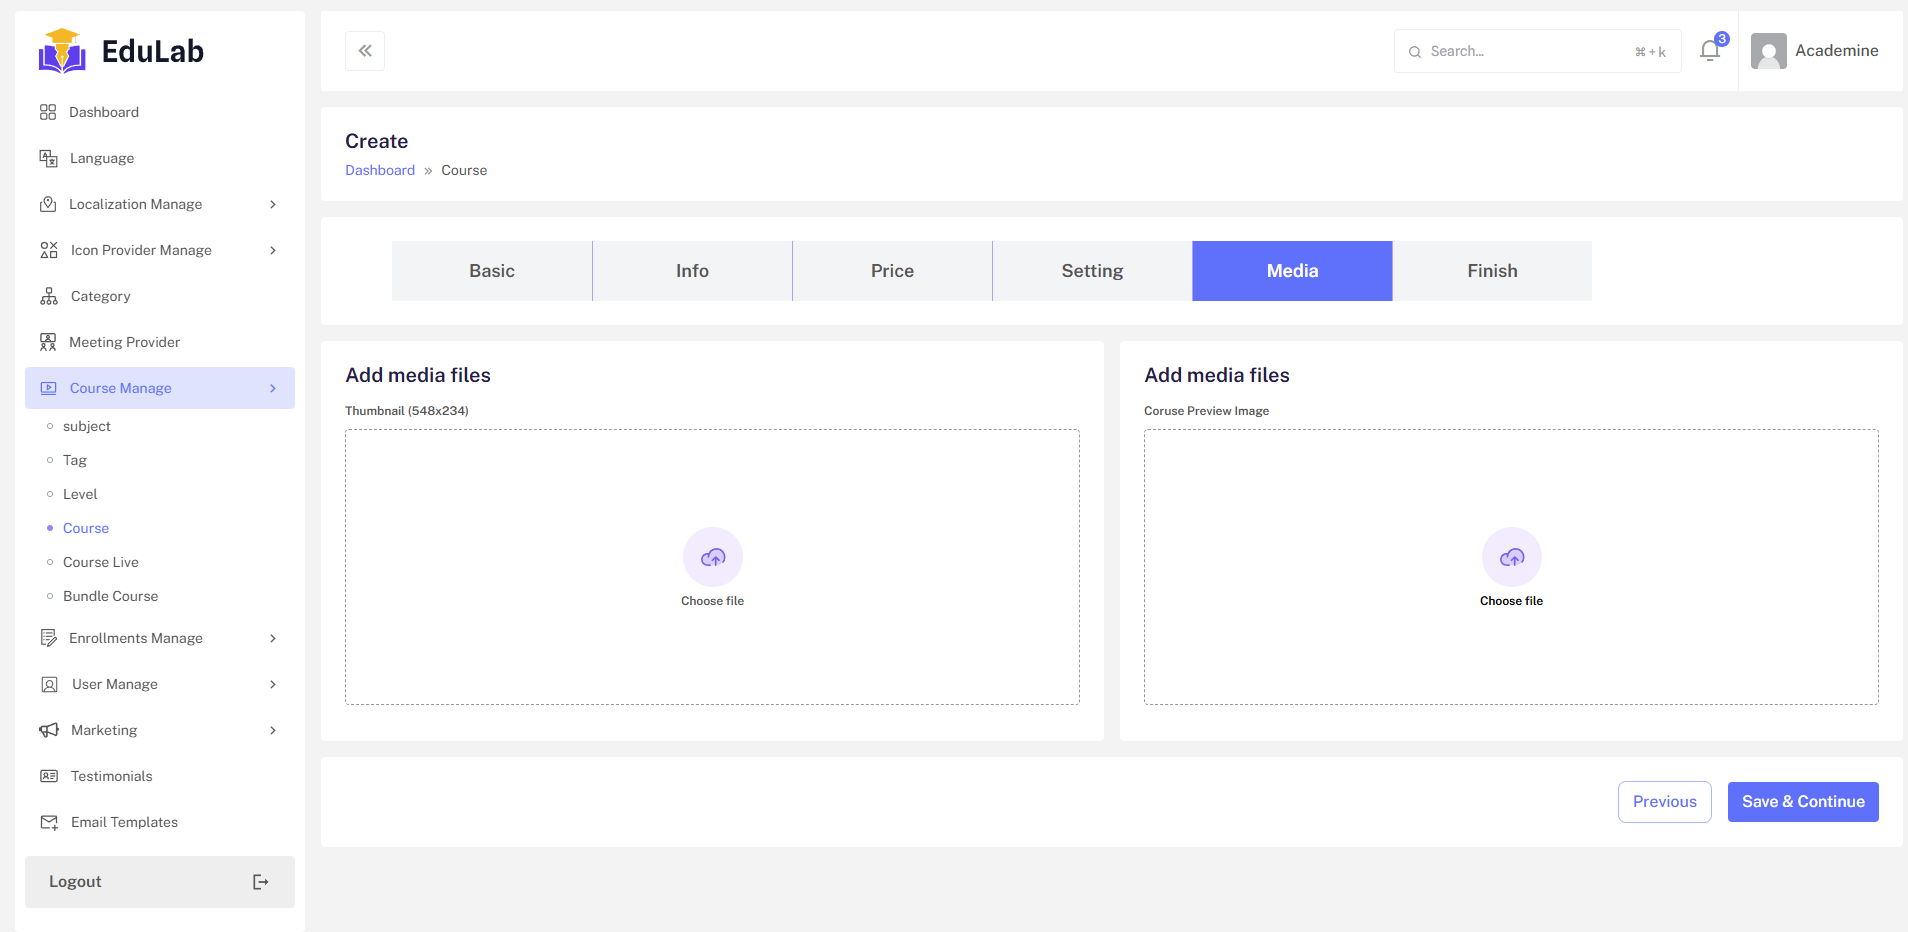 EduLab
Search...
⌘ + k
3
Academine
Dashboard
Language
Localization Manage
Icon Provider Manage
Category
Meeting Provider
Course Manage
subject
Tag
Level
Course
Course Live
Bundle Course
Enrollments Manage
User Manage
Marketing
Testimonials
Email Templates
Logout
Create
Dashboard » Course
Basic
Info
Price
Setting
Media
Finish
Add media files
Thumbnail (548x234)
Choose file
Add media files
Coruse Preview Image
Choose file
Previous
Save & Continue